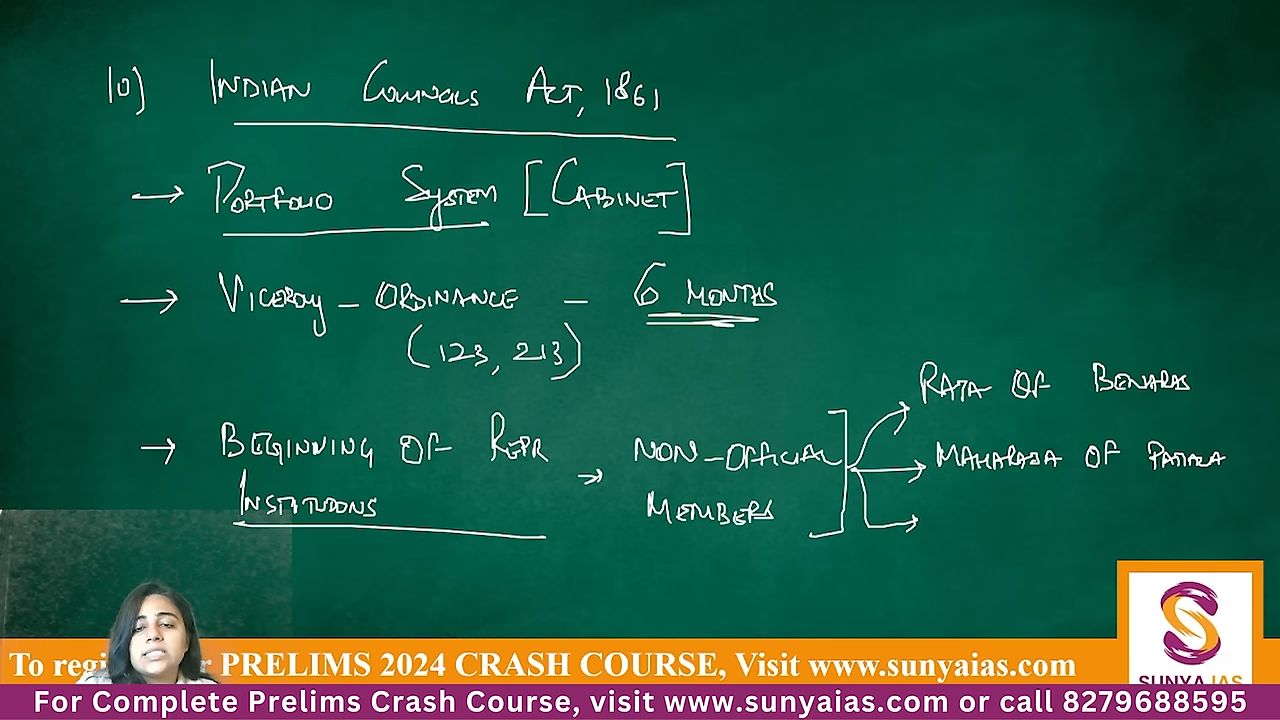 10) INDIAN COUNCILS ACT, 1861
→ PORTFOLIO SYSTEM [CABINET]
→ VICEROY – ORDINANCE – 6 MONTHS
(123, 213)
→ BEGINNING OF REPR INSTITUTIONS → NON-OFFICIAL MEMBERS
RAJA OF BENARAS
MAHARAJA OF PATIALA
To regi r PRELIMS 2024 CRASH COURSE, Visit www.sunyaias.com
SUNYA IAS
For Complete Prelims Crash Course, visit www.sunyaias.com or call 8279688595